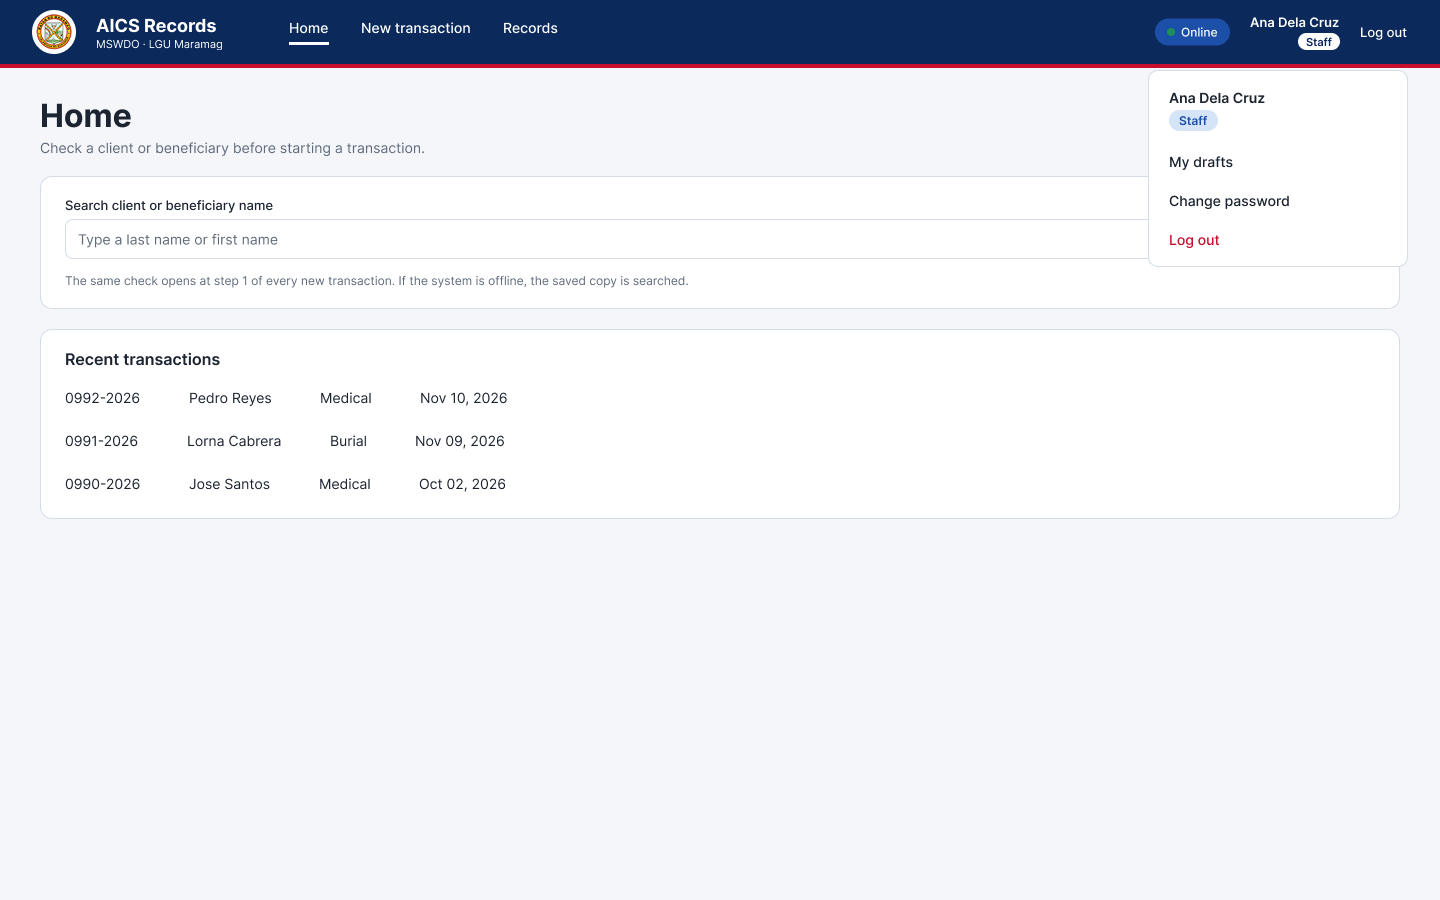 AICS Records
MSWDO · LGU Maramag
Home New transaction Records
Online
Ana Dela Cruz
Staff
Log out
Ana Dela Cruz
Staff
My drafts
Change password
Log out
Home
Check a client or beneficiary before starting a transaction.
Search client or beneficiary name
Type a last name or first name
The same check opens at step 1 of every new transaction. If the system is offline, the saved copy is searched.
Recent transactions
0992-2026 Pedro Reyes Medical Nov 10, 2026
0991-2026 Lorna Cabrera Burial Nov 09, 2026
0990-2026 Jose Santos Medical Oct 02, 2026